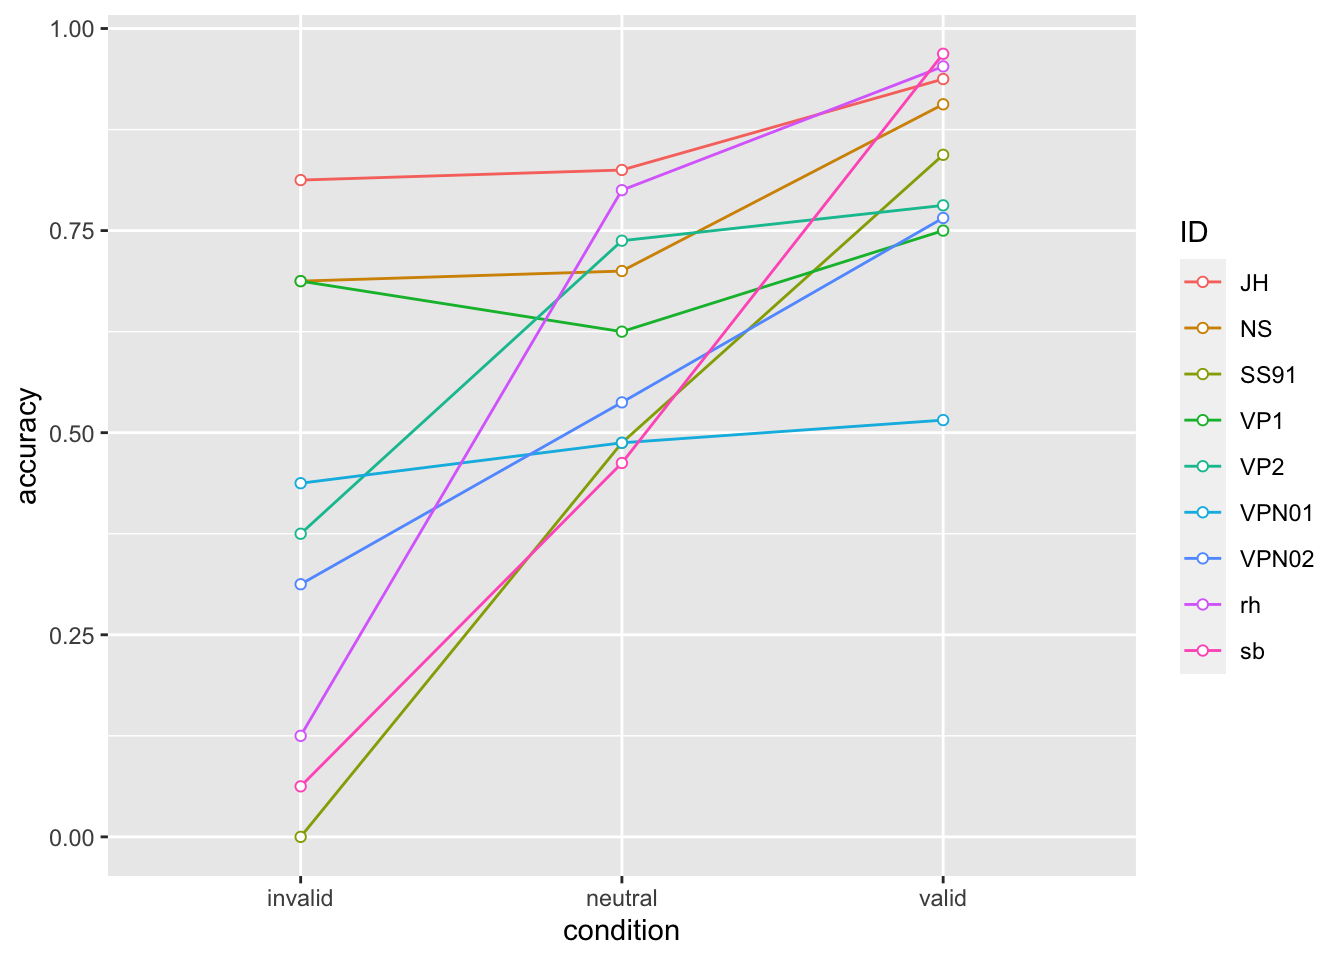 1.00
0.75
0.50
0.25
0.00
accuracy
invalid neutral valid
condition
ID
JH
NS
SS91
VP1
VP2
VPN01
VPN02
rh
sb